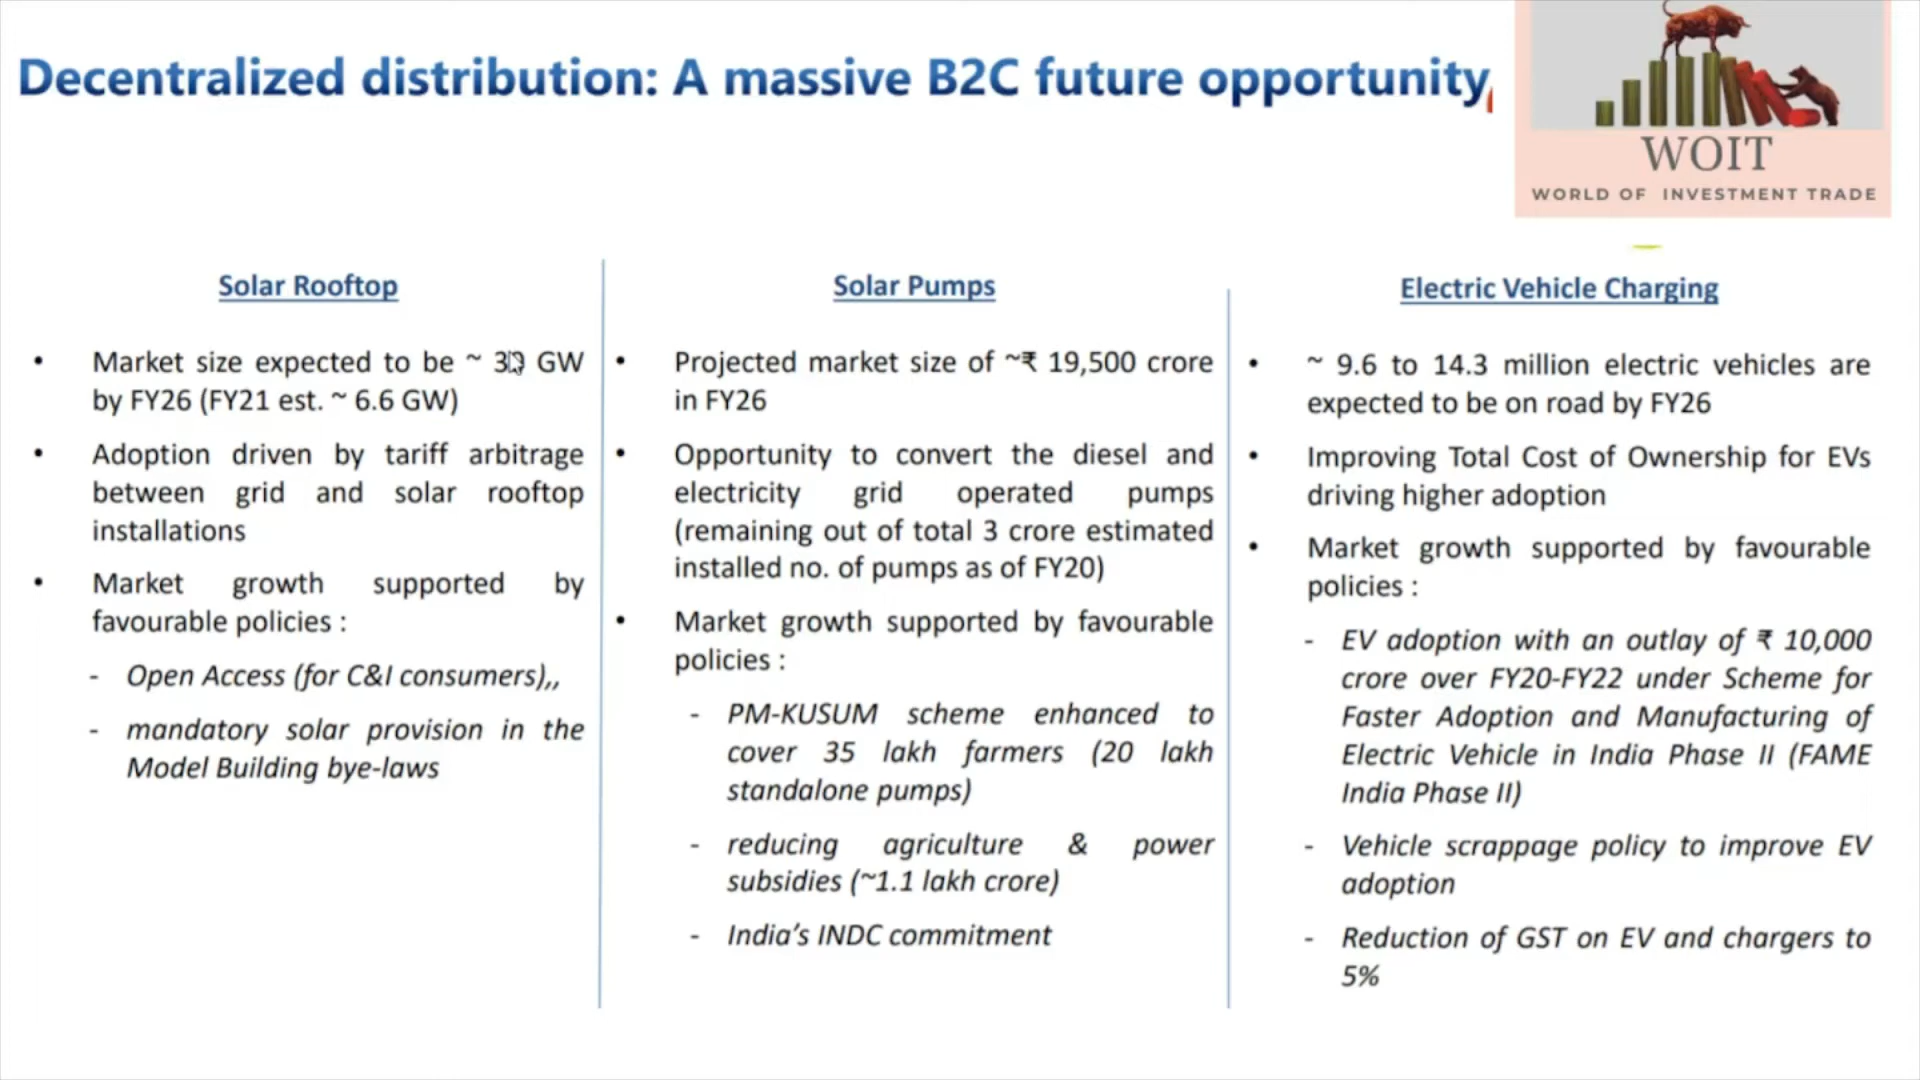 Decentralized distribution: A massive B2C future opportunity
WOIT
WORLD OF INVESTMENT TRADE
Solar Rooftop
• Market size expected to be ~ GW
by FY26 (FY21 est. ~ 6.6 GW)
• Adoption driven by tariff arbitrage
between grid and solar rooftop
installations
• Market growth supported by
favourable policies :
- Open Access (for C&I consumers),,
- mandatory solar provision in the
Model Building bye-laws
Solar Pumps
• Projected market size of ~₹ 19,500 crore
in FY26
• Opportunity to convert the diesel and
electricity grid operated pumps
(remaining out of total 3 crore estimated
installed no. of pumps as of FY20)
• Market growth supported by favourable
policies :
- PM-KUSUM scheme enhanced to
cover 35 lakh farmers (20 lakh
standalone pumps)
- reducing agriculture & power
subsidies (~1.1 lakh crore)
- India’s INDC commitment
Electric Vehicle Charging
• ~ 9.6 to 14.3 million electric vehicles are
expected to be on road by FY26
• Improving Total Cost of Ownership for EVs
driving higher adoption
• Market growth supported by favourable
policies :
- EV adoption with an outlay of ₹ 10,000
crore over FY20-FY22 under Scheme for
Faster Adoption and Manufacturing of
Electric Vehicle in India Phase II (FAME
India Phase II)
- Vehicle scrappage policy to improve EV
adoption
- Reduction of GST on EV and chargers to
5%